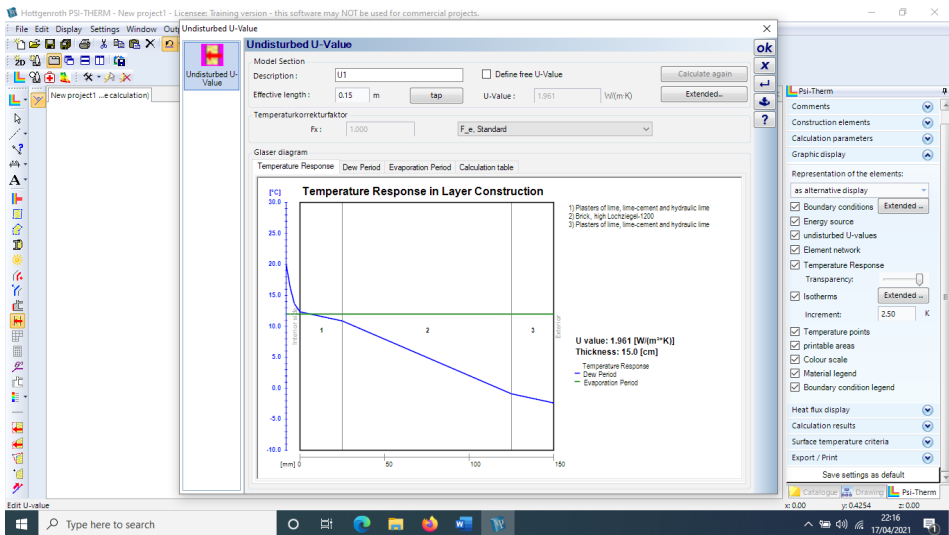 Hottgenroth PSI-THERM - New project1 - Licensee: Training version - this software may NOT be used for commercial projects.
File Edit Display Settings Window Outp
Undisturbed U-Value
2D
New project1 ...e calculation)
A
Undisturbed U-
Value
Undisturbed U-Value
Model Section
Description :
U1
Define free U-Value
Calculate again
Effective length :
0.15 m
tap
U-Value :
1.961
W/(m·K)
Extended...
Temperaturkorrekturfaktor
Fx :
1.000
F_e, Standard
Glaser diagram
Temperature Response
Dew Period
Evaporation Period
Calculation table
[°C]
Temperature Response in Layer Construction
30.0
25.0
20.0
15.0
10.0
5.0
0.0
-5.0
-10.0
1) Plasters of lime, lime-cement and hydraulic lime
2) Brick, high Lochziegel-1200
3) Plasters of lime, lime-cement and hydraulic lime
1
2
3
Exterior
U value: 1.961 [W/(m²*K)]
Thickness: 15.0 [cm]
Temperature Response
Dew Period
Evaporation Period
[mm] 0
50
100
150
ok
x
?
Psi-Therm
Comments
Construction elements
Calculation parameters
Graphic display
Representation of the elements:
as alternative display
Boundary conditions
Extended ...
Energy source
undisturbed U-values
Element network
Temperature Response
Transparency:
Isotherms
Extended ...
Increment:
2.50
K
Temperature points
printable areas
Colour scale
Material legend
Boundary condition legend
Heat flux display
Calculation results
Surface temperature criteria
Export / Print
Save settings as default
Catalogue
Drawing
Psi-Therm
Edit U-value
x: 0.00
y: 0.4254
z: 0.00
Type here to search
22:16
17/04/2021